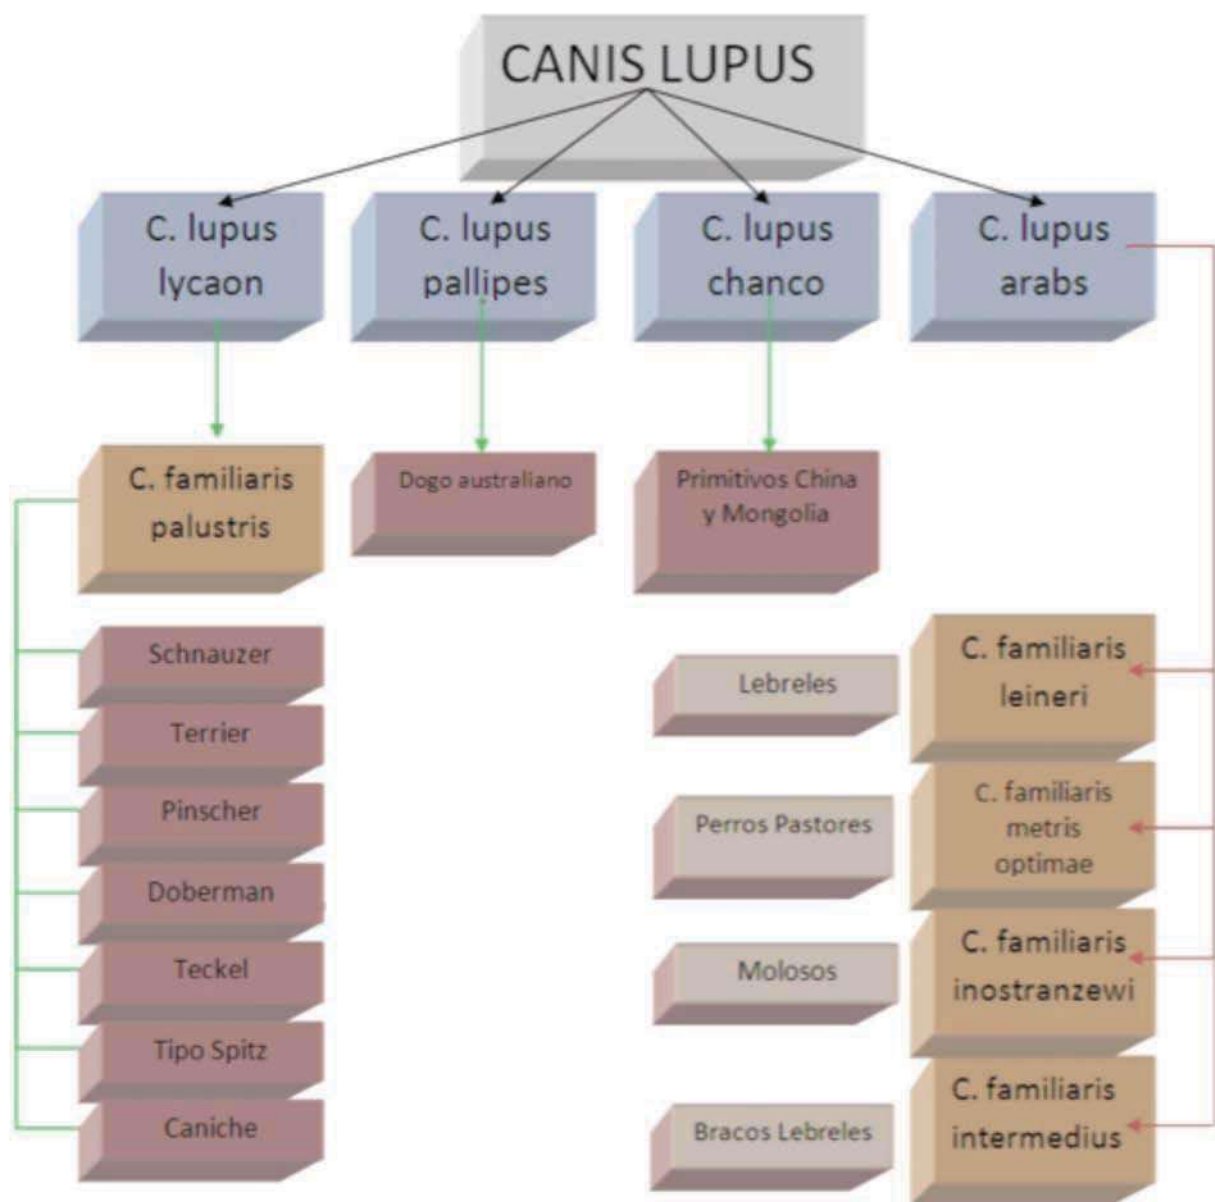 CANIS LUPUS
C. lupus
lycaon
C. lupus
pallipes
C. lupus
chanco
C. lupus
arabs
C. familiaris
palustris
Dogo australiano
Primitivos China
y Mongolia
Schnauzer
Terrier
Pinscher
Doberman
Teckel
Tipo Spitz
Caniche
Lebreles
C. familiaris
leineri
Perros Pastores
C. familiaris
metris
optimae
Molosos
C. familiaris
inostranzewi
Bracos Lebreles
C. familiaris
intermedius